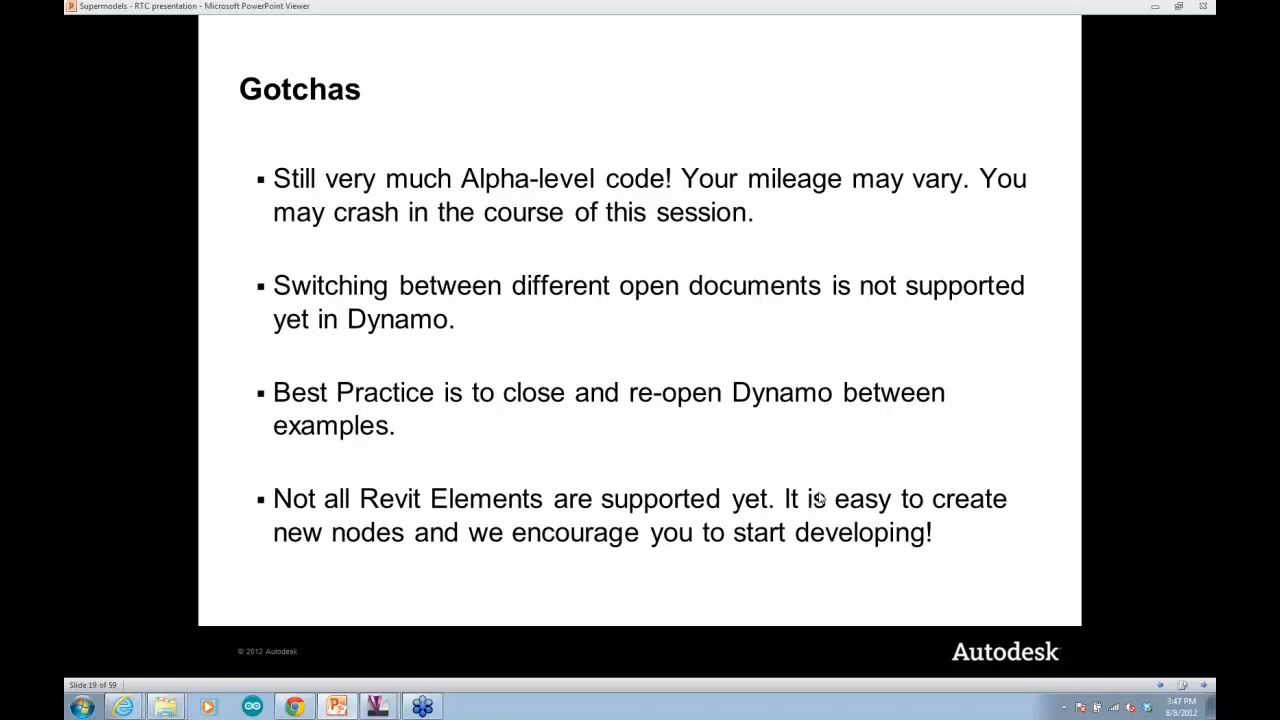 Supermodels - RTC presentation - Microsoft PowerPoint Viewer
Gotchas
▪ Still very much Alpha-level code! Your mileage may vary. You
may crash in the course of this session.
▪ Switching between different open documents is not supported
yet in Dynamo.
▪ Best Practice is to close and re-open Dynamo between
examples.
▪ Not all Revit Elements are supported yet. It is easy to create
new nodes and we encourage you to start developing!
© 2012 Autodesk
Autodesk
Slide 19 of 59
3:47 PM
8/8/2012